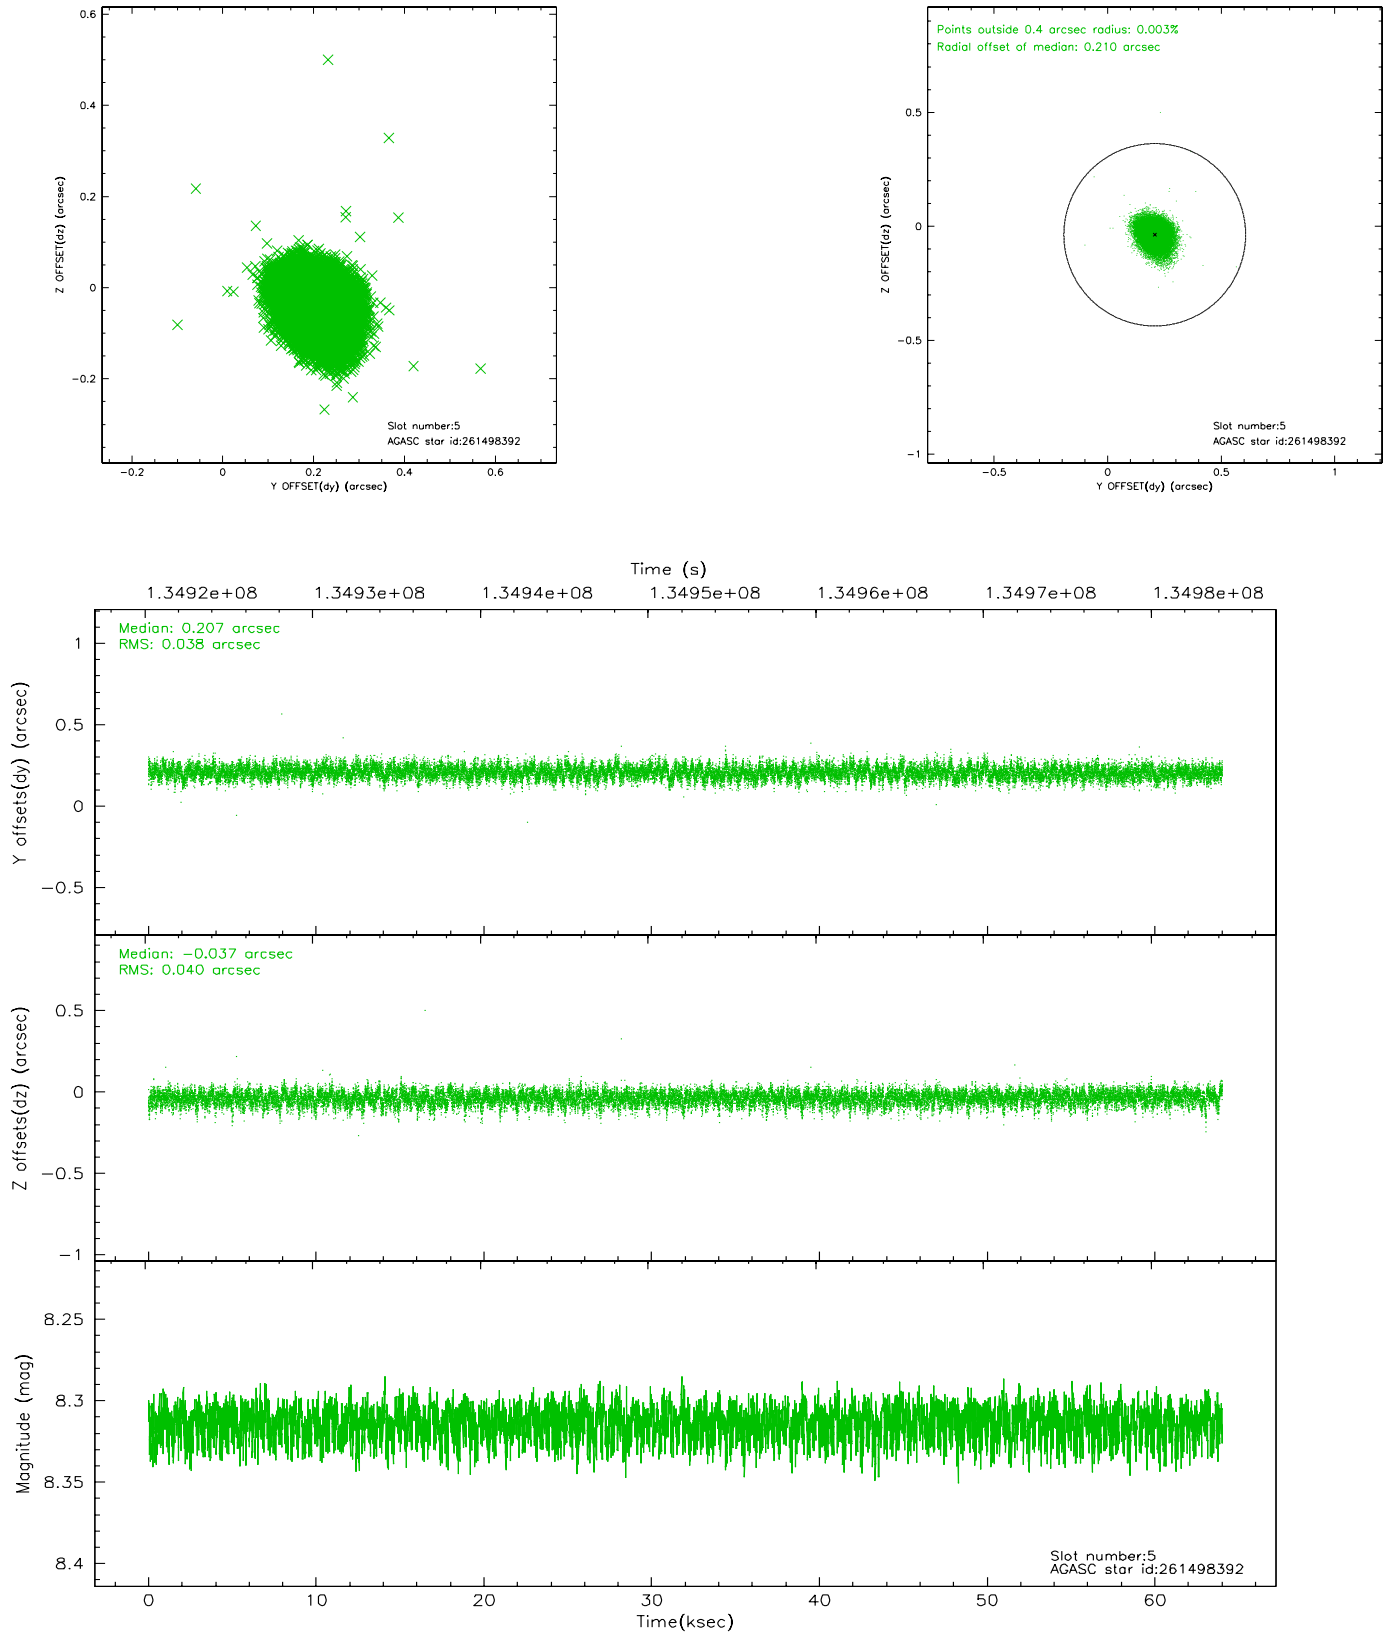 0.6
0.4
0.2
0
−0.2
Z OFFSET(dz) (arcsec)
Slot number:5
AGASC star id:261498392
−0.2 0 0.2 0.4 0.6
Y OFFSET(dy) (arcsec)
Points outside 0.4 arcsec radius: 0.003%
Radial offset of median: 0.210 arcsec
0.5
0
−0.5
−1
Z OFFSET(dz) (arcsec)
Slot number:5
AGASC star id:261498392
−0.5 0 0.5 1
Y OFFSET(dy) (arcsec)
Time (s)
1.3492e+08 1.3493e+08 1.3494e+08 1.3495e+08 1.3496e+08 1.3497e+08 1.3498e+08
Median: 0.207 arcsec
RMS: 0.038 arcsec
1
0.5
0
−0.5
Y offsets(dy) (arcsec)
Median: −0.037 arcsec
RMS: 0.040 arcsec
0.5
0
−0.5
−1
Z offsets(dz) (arcsec)
8.25
8.3
8.35
8.4
Magnitude (mag)
Slot number:5
AGASC star id:261498392
0 10 20 30 40 50 60
Time(ksec)